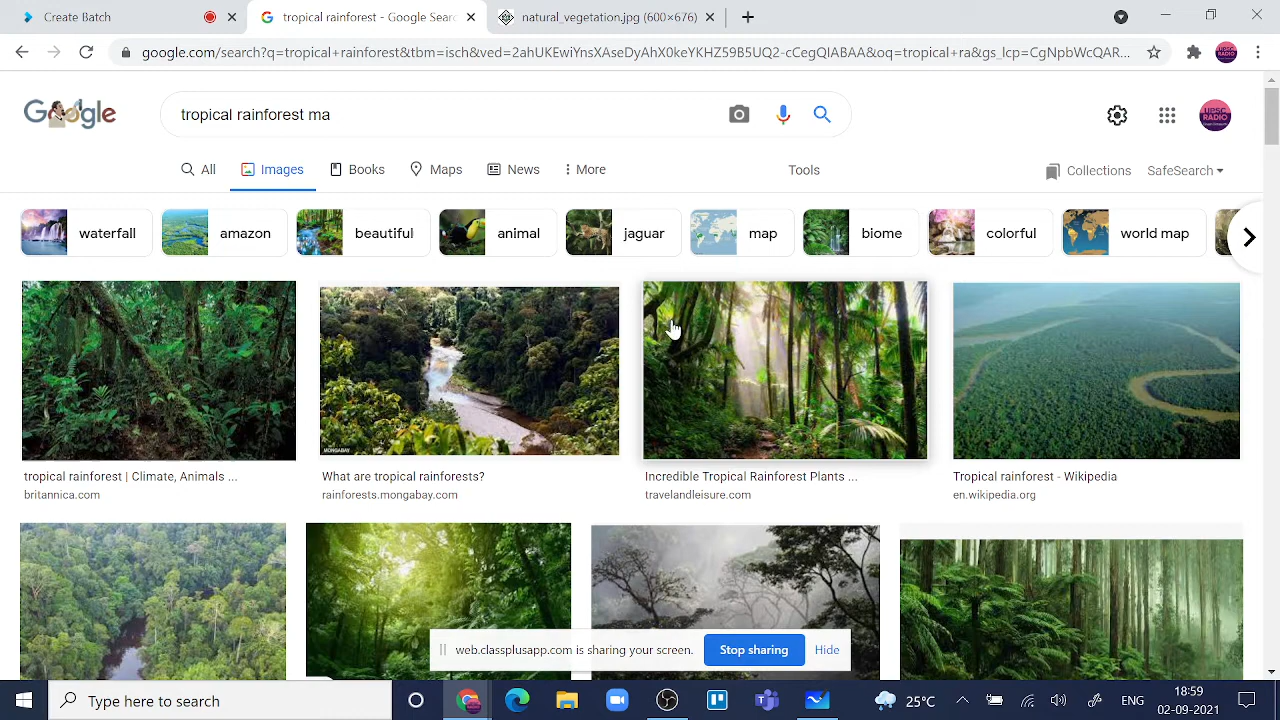 Create Batch
tropical rainforest - Google Sear
natural_vegetation.jpg (600×676)
google.com/search?q=tropical+rainforest&tbm=isch&ved=2ahUKEwiYnsXAseDyAhX0keYKHZ59B5UQ2-cCegQIABAA&oq=tropical+ra&gs_lcp=CgNpbWcQAR...
Google
tropical rainforest ma
UPSC RADIO
All
Images
Books
Maps
News
More
Tools
Collections
SafeSearch
waterfall
amazon
beautiful
animal
jaguar
map
biome
colorful
world map
MONGABAY
tropical rainforest | Climate, Animals ...
britannica.com
What are tropical rainforests?
rainforests.mongabay.com
Incredible Tropical Rainforest Plants ...
travelandleisure.com
Tropical rainforest - Wikipedia
en.wikipedia.org
web.classplusapp.com is sharing your screen.
Stop sharing
Hide
Type here to search
25°C
ENG
18:59
02-09-2021